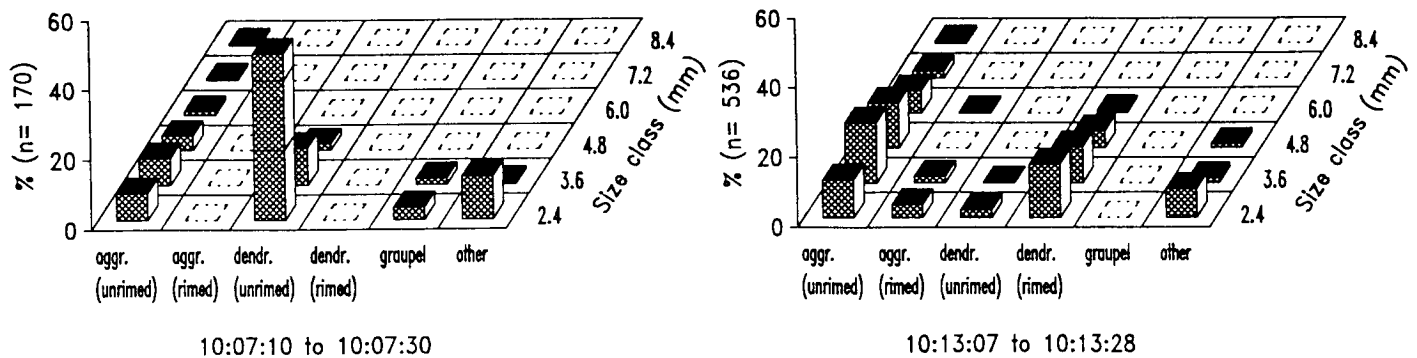 60
40
20
0
% (n= 170)
8.4
7.2
6.0
4.8
3.6
2.4
Size class (mm)
aggr. (unrimed)
aggr. (rimed)
dendr. (unrimed)
dendr. (rimed)
graupel
other
10:07:10 to 10:07:30
60
40
20
0
% (n= 536)
8.4
7.2
6.0
4.8
3.6
2.4
Size class (mm)
aggr. (unrimed)
aggr. (rimed)
dendr. (unrimed)
dendr. (rimed)
graupel
other
10:13:07 to 10:13:28